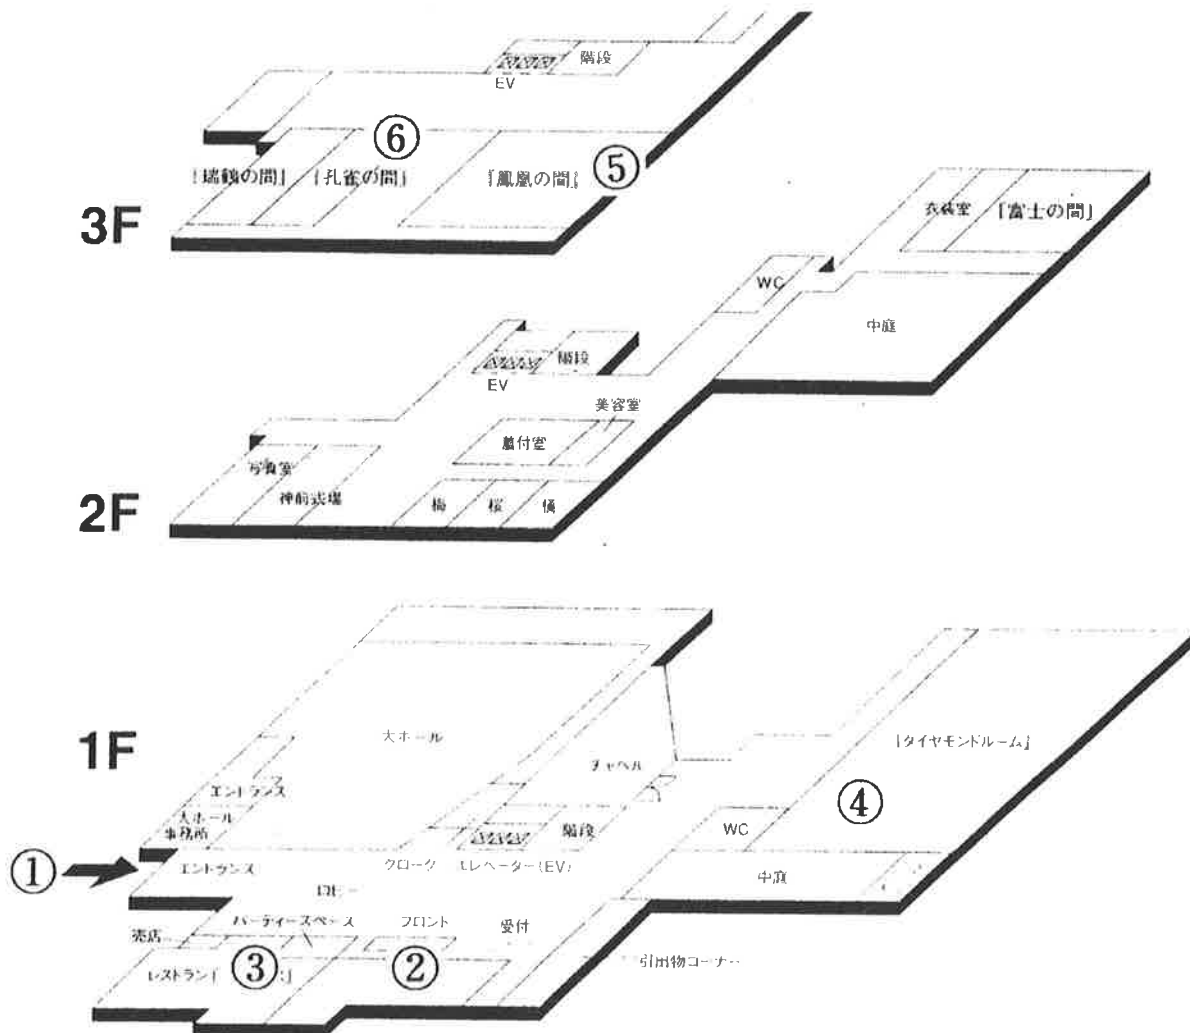 階段
EV
⑥
『瑞鶴の間』
『孔雀の間』
『鳳凰の間』
⑤
3F
衣裳室
『富士の間』
WC
中庭
階段
EV
美容室
着付室
写真室
神前式場
梅
桜
橘
2F
1F
大ホール
チャペル
『ダイヤモンドルーム』
エントランス
大ホール
事務所
階段
WC
④
①
エントランス
クローク
エレベーター(EV)
中庭
ロビー
パーティースペース
フロント
受付
売店
レストラン『
③
』
②
引出物コーナー